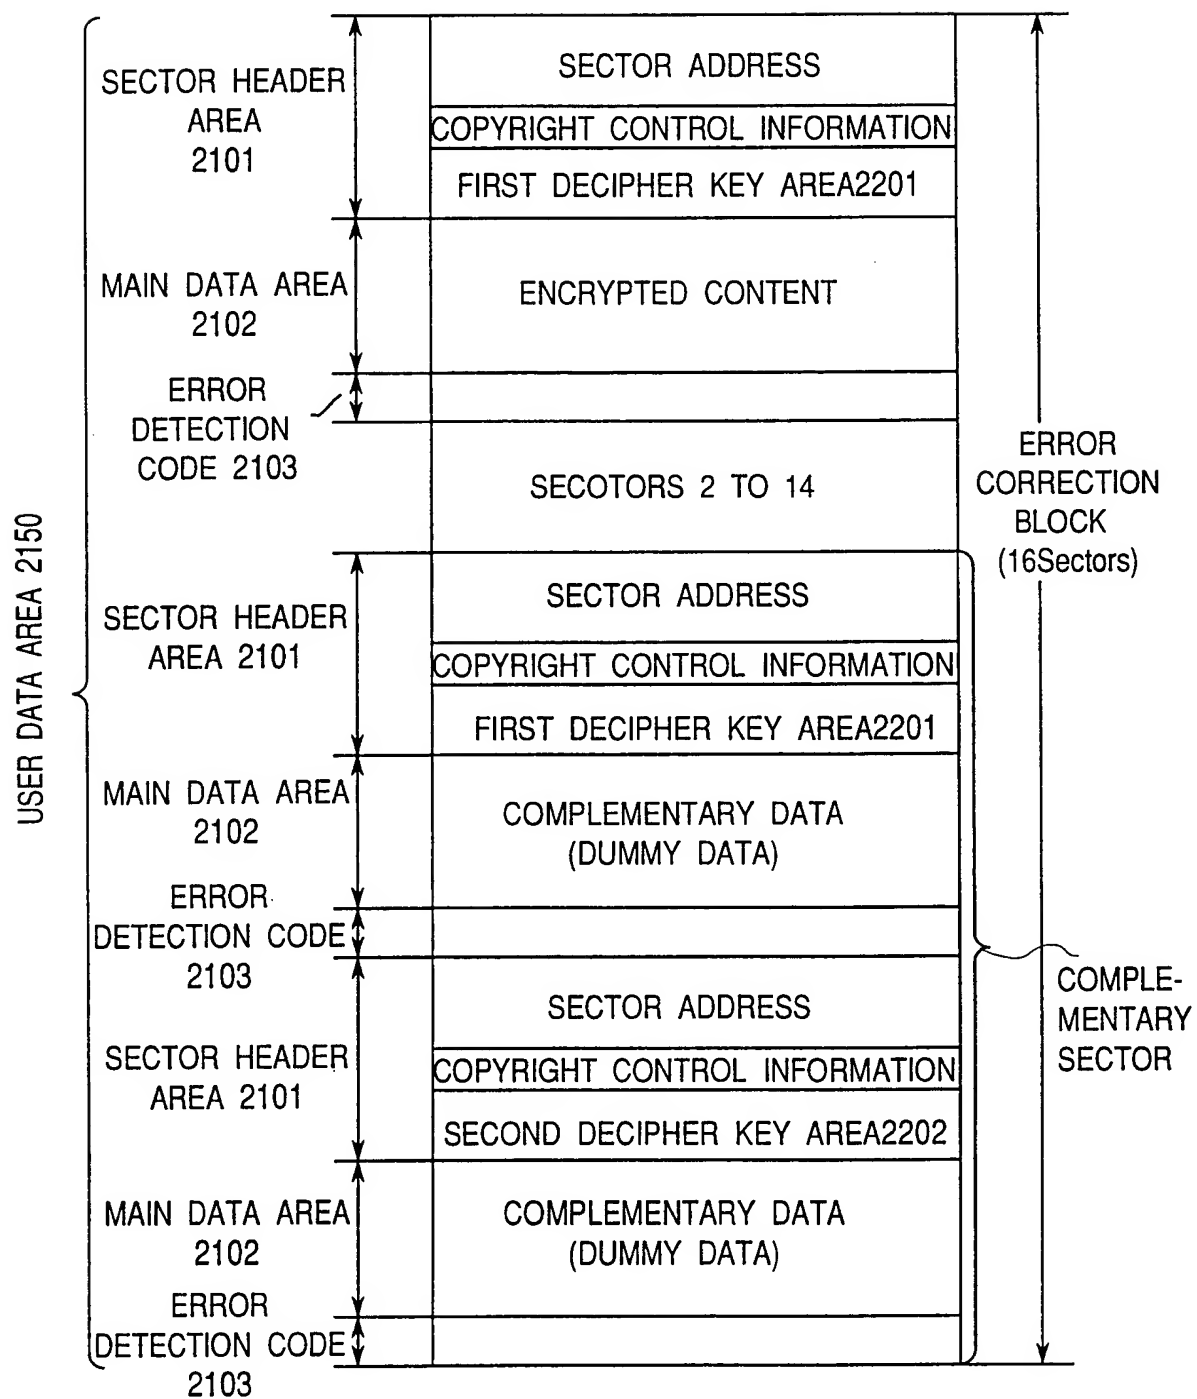 USER DATA AREA 2150
SECTOR HEADER
AREA
2101
SECTOR ADDRESS
COPYRIGHT CONTROL INFORMATION
FIRST DECIPHER KEY AREA2201
MAIN DATA AREA
2102
ENCRYPTED CONTENT
ERROR
DETECTION
CODE 2103
SECOTORS 2 TO 14
ERROR
CORRECTION
BLOCK
(16Sectors)
SECTOR HEADER
AREA 2101
SECTOR ADDRESS
COPYRIGHT CONTROL INFORMATION
FIRST DECIPHER KEY AREA2201
MAIN DATA AREA
2102
COMPLEMENTARY DATA
(DUMMY DATA)
ERROR
DETECTION CODE
2103
COMPLE-
MENTARY
SECTOR
SECTOR HEADER
AREA 2101
SECTOR ADDRESS
COPYRIGHT CONTROL INFORMATION
SECOND DECIPHER KEY AREA2202
MAIN DATA AREA
2102
COMPLEMENTARY DATA
(DUMMY DATA)
ERROR
DETECTION CODE
2103